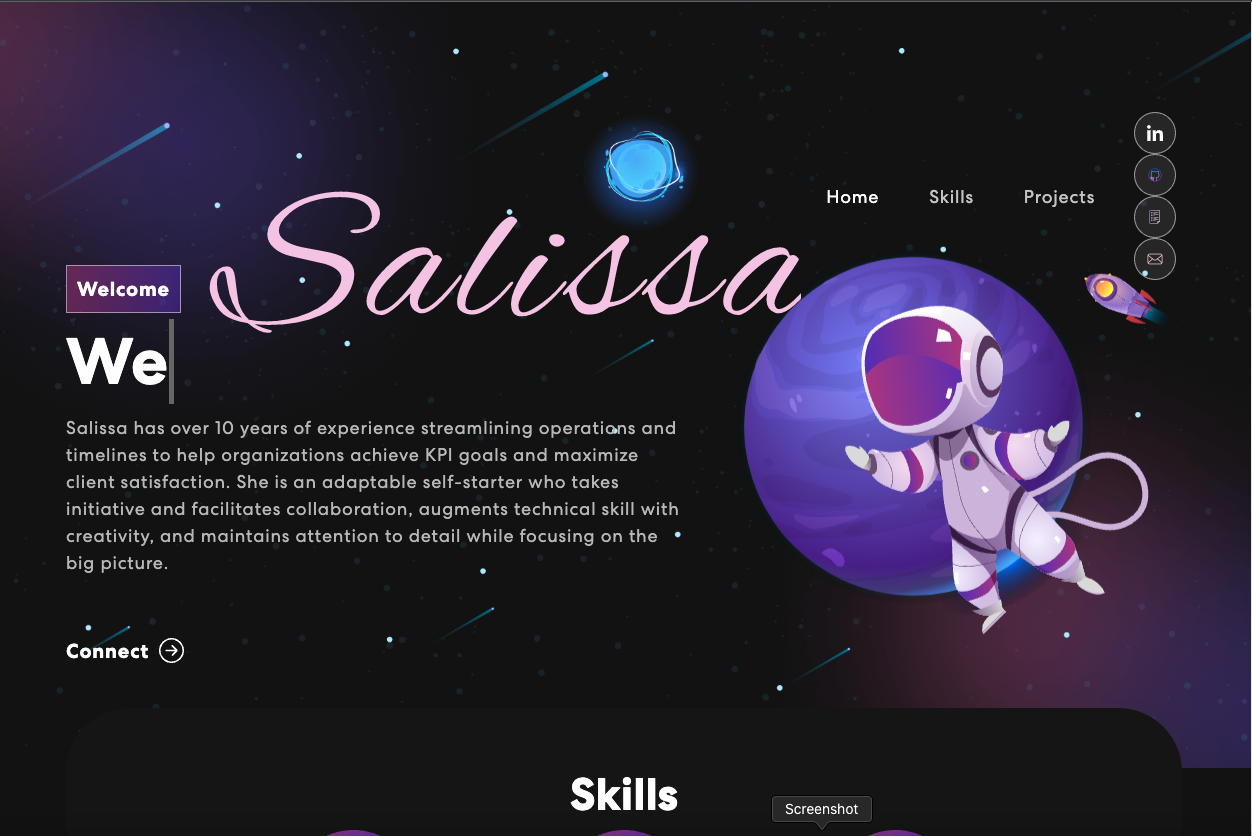 in
Home Skills Projects
Salissa
Welcome
We
Salissa has over 10 years of experience streamlining operations and
timelines to help organizations achieve KPI goals and maximize
client satisfaction. She is an adaptable self-starter who takes
initiative and facilitates collaboration, augments technical skill with
creativity, and maintains attention to detail while focusing on the
big picture.
Connect
Skills
Screenshot